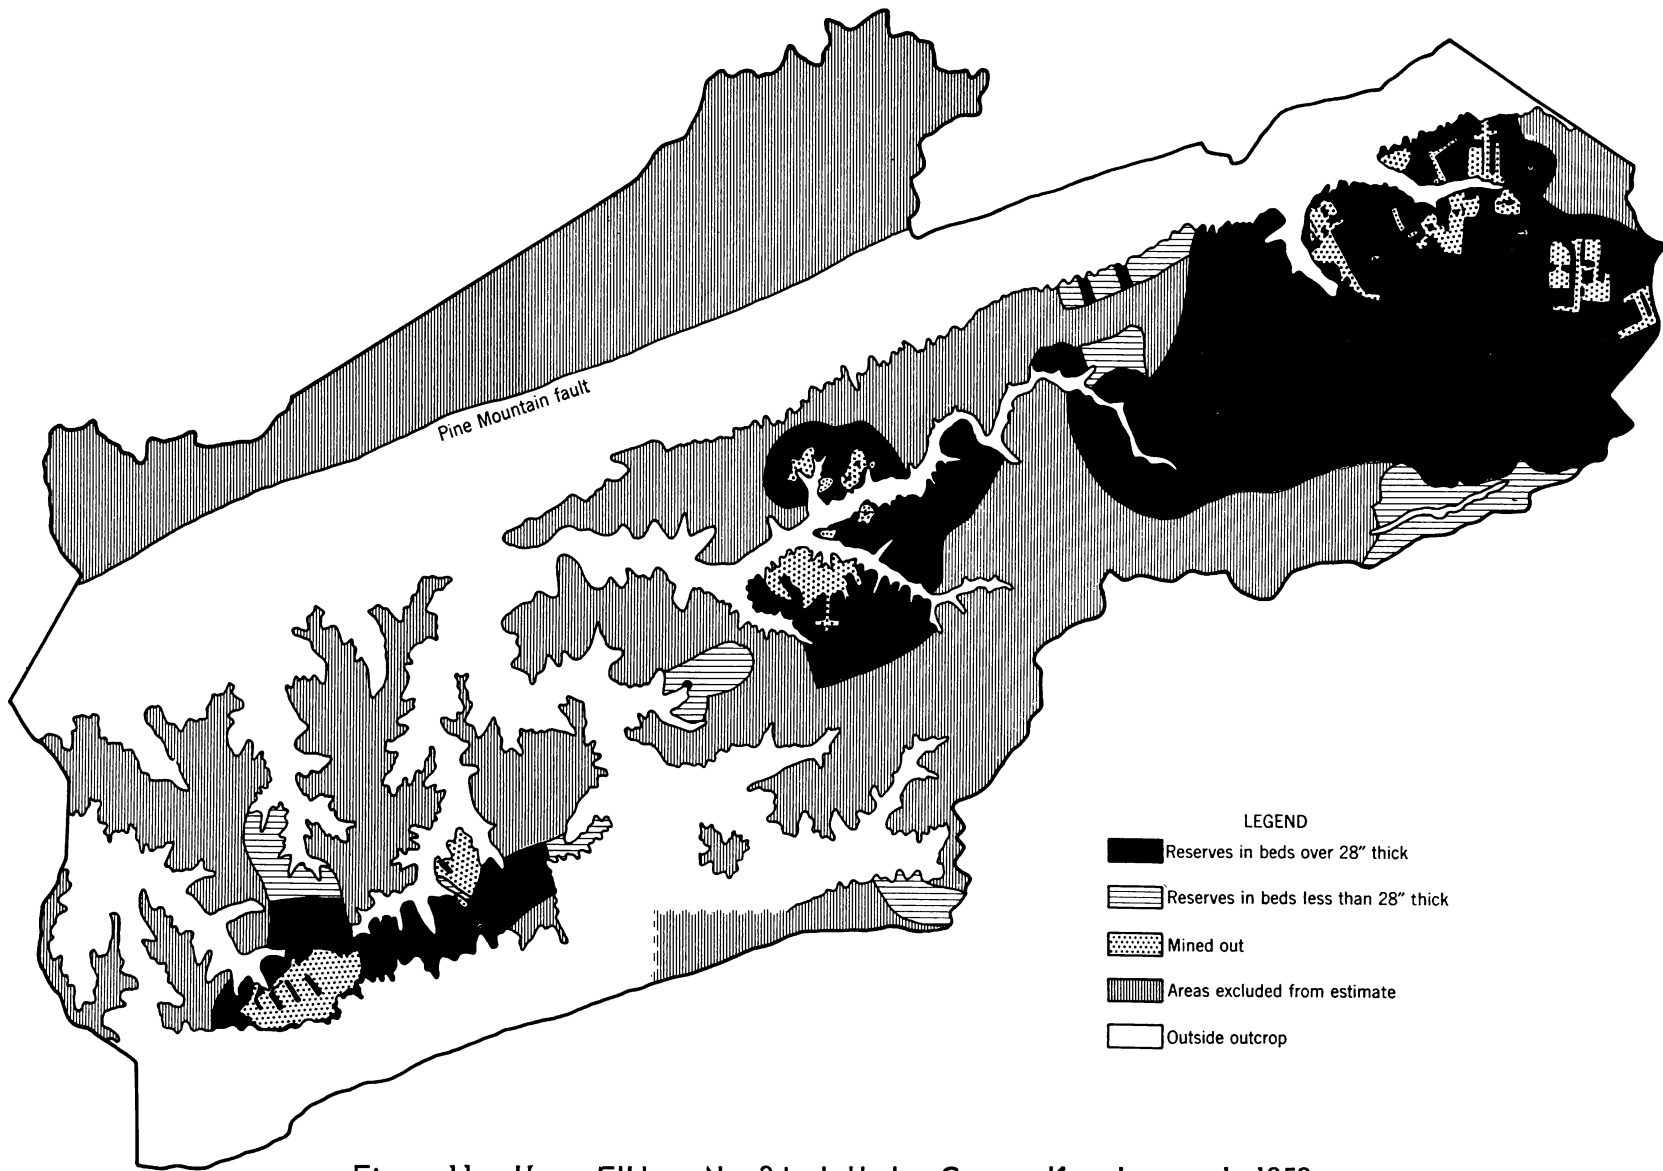 Pine Mountain fault
LEGEND
Reserves in beds over 28″ thick
Reserves in beds less than 28″ thick
Mined out
Areas excluded from estimate
Outside outcrop